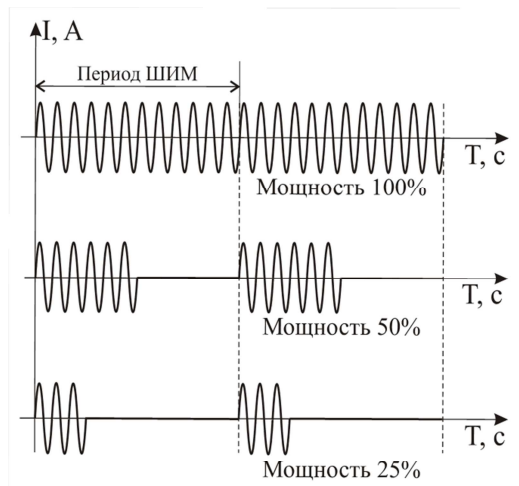 I, A
Период ШИМ
T, c
Мощность 100%
T, c
Мощность 50%
T, c
Мощность 25%